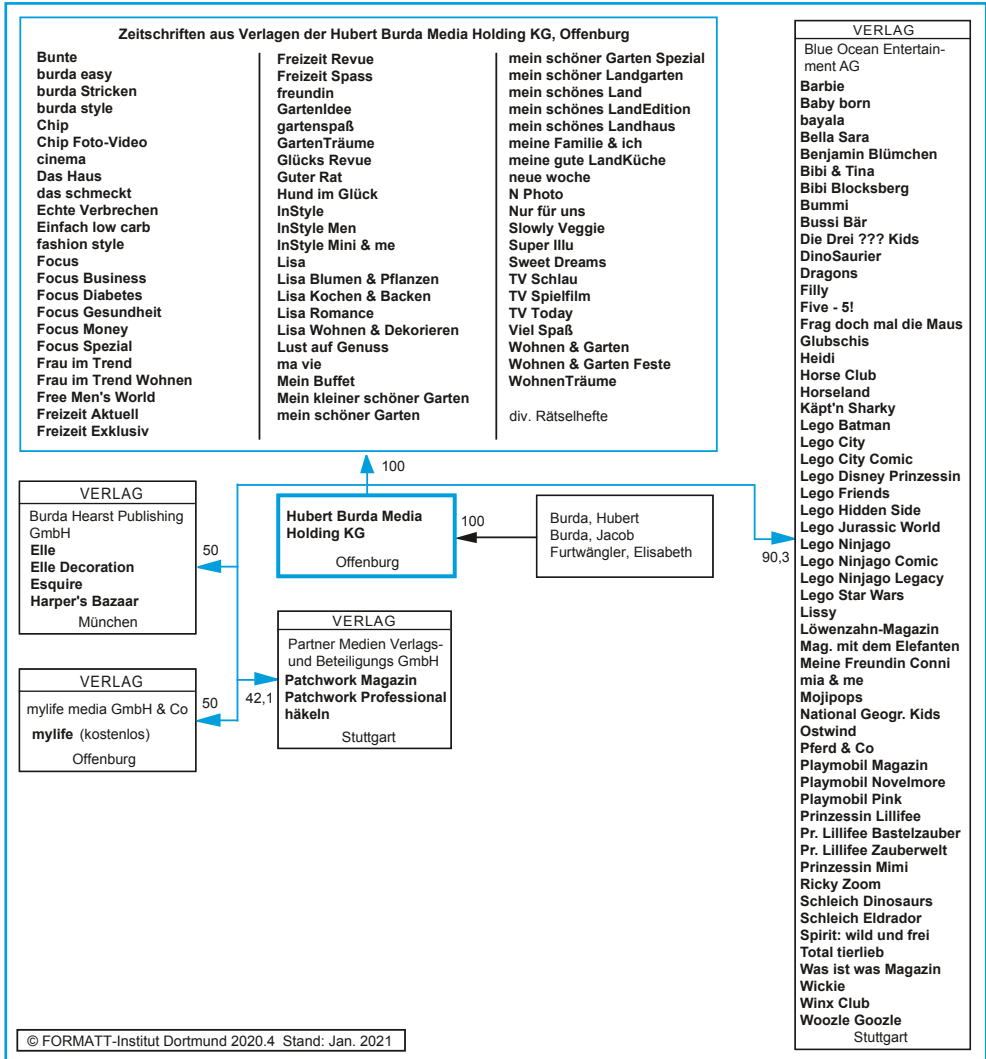 Zeitschriften aus Verlagen der Hubert Burda Media Holding KG, Offenburg
Bunte
burda easy
burda Stricken
burda style
Chip
Chip Foto-Video
cinema
Das Haus
das schmeckt
Echte Verbrechen
Einfach low carb
fashion style
Focus
Focus Business
Focus Diabetes
Focus Gesundheit
Focus Money
Focus Spezial
Frau im Trend
Frau im Trend Wohnen
Free Men's World
Freizeit Aktuell
Freizeit Exklusiv
Freizeit Revue
Freizeit Spass
freundin
GartenIdee
gartenspaß
GartenTräume
Glücks Revue
Guter Rat
Hund im Glück
InStyle
InStyle Men
InStyle Mini & me
Lisa
Lisa Blumen & Pflanzen
Lisa Kochen & Backen
Lisa Romance
Lisa Wohnen & Dekorieren
Lust auf Genuss
ma vie
Mein Buffet
Mein kleiner schöner Garten
mein schöner Garten
mein schöner Garten Spezial
mein schöner Landgarten
mein schönes Land
mein schönes LandEdition
mein schönes Landhaus
meine Familie & ich
meine gute LandKüche
neue woche
N Photo
Nur für uns
Slowly Veggie
Super Illu
Sweet Dreams
TV Schlau
TV Spielfilm
TV Today
Viel Spaß
Wohnen & Garten
Wohnen & Garten Feste
WohnenTräume
div. Rätselhefte
100
VERLAG
Burda Hearst Publishing
GmbH
Elle
Elle Decoration
Esquire
Harper's Bazaar
München
50
Hubert Burda Media
Holding KG
Offenburg
100
Burda, Hubert
Burda, Jacob
Furtwängler, Elisabeth
90,3
VERLAG
mylife media GmbH & Co
mylife (kostenlos)
Offenburg
50
42,1
VERLAG
Partner Medien Verlags-
und Beteiligungs GmbH
Patchwork Magazin
Patchwork Professional
häkeln
Stuttgart
VERLAG
Blue Ocean Entertain-
ment AG
Barbie
Baby born
bayala
Bella Sara
Benjamin Blümchen
Bibi & Tina
Bibi Blocksberg
Bummi
Bussi Bär
Die Drei ??? Kids
DinoSaurier
Dragons
Filly
Five - 5!
Frag doch mal die Maus
Glubschis
Heidi
Horse Club
Horseland
Käpt'n Sharky
Lego Batman
Lego City
Lego City Comic
Lego Disney Prinzessin
Lego Friends
Lego Hidden Side
Lego Jurassic World
Lego Ninjago
Lego Ninjago Comic
Lego Ninjago Legacy
Lego Star Wars
Lissy
Löwenzahn-Magazin
Mag. mit dem Elefanten
Meine Freundin Conni
mia & me
Mojipops
National Geogr. Kids
Ostwind
Pferd & Co
Playmobil Magazin
Playmobil Novelmore
Playmobil Pink
Prinzessin Lillifee
Pr. Lillifee Bastelzauber
Pr. Lillifee Zauberwelt
Prinzessin Mimi
Ricky Zoom
Schleich Dinosaurs
Schleich Eldrador
Spirit: wild und frei
Total tierlieb
Was ist was Magazin
Wickie
Winx Club
Woozle Goozle
Stuttgart
© FORMATT-Institut Dortmund 2020.4 Stand: Jan. 2021